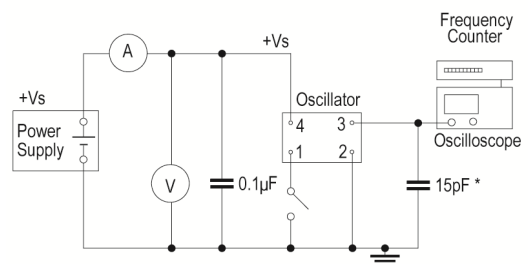 Frequency
Counter
A
+Vs
+Vs
Oscillator
Power
Supply
4
3
Oscilloscope
1
2
V
0.1µF
15pF *